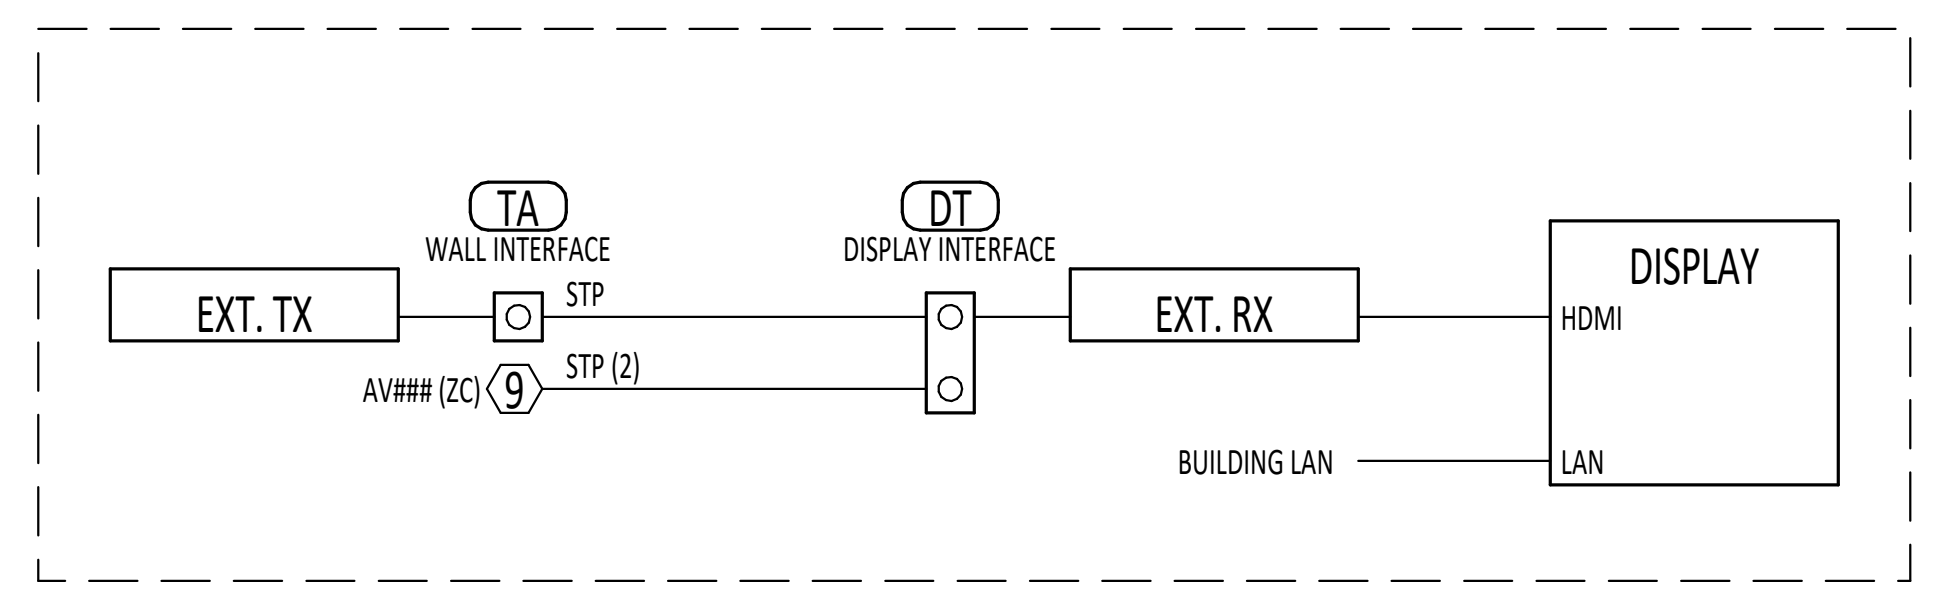 TA
WALL INTERFACE
DT
DISPLAY INTERFACE
DISPLAY
EXT. TX
STP
EXT. RX
HDMI
STP (2)
AV### (ZC) 9
BUILDING LAN
LAN